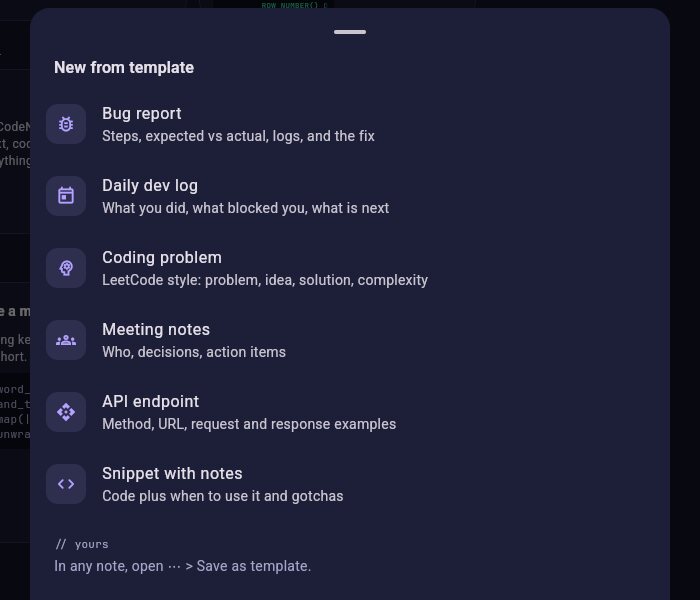 ROW_NUMBER()
New from template
Bug report
Steps, expected vs actual, logs, and the fix
Daily dev log
What you did, what blocked you, what is next
Coding problem
LeetCode style: problem, idea, solution, complexity
Meeting notes
Who, decisions, action items
API endpoint
Method, URL, request and response examples
Snippet with notes
Code plus when to use it and gotchas
// yours
In any note, open ··· > Save as template.